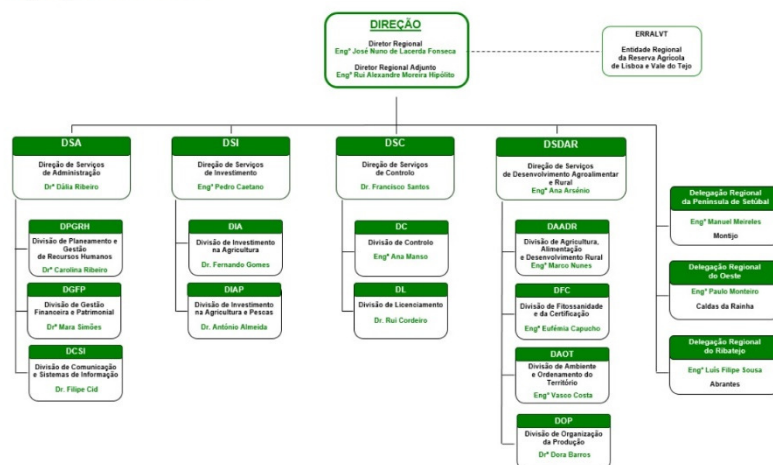 DIREÇÃO
Diretor Regional
Engº José Nuno de Lacerda Fonseca
Diretor Regional Adjunto
Engº Rui Alexandre Moreira Hipólito
ERRALVT
Entidade Regional
da Reserva Agrícola
de Lisboa e Vale do Tejo
DSA
Direção de Serviços
de Administração
Drª Dália Ribeiro
DPGRH
Divisão de Planeamento e
Gestão
de Recursos Humanos
Drª Carolina Ribeiro
DGFP
Divisão de Gestão
Financeira e Patrimonial
Drª Mara Simões
DCSI
Divisão de Comunicação
e Sistemas de Informação
Dr. Filipe Cid
DSI
Direção de Serviços
de Investimento
Engº Pedro Caetano
DIA
Divisão de Investimento
na Agricultura
Dr. Fernando Gomes
DIAP
Divisão de Investimento
na Agricultura e Pescas
Dr. António Almeida
DSC
Direção de Serviços
de Controlo
Dr. Francisco Santos
DC
Divisão de Controlo
Engª Ana Manso
DL
Divisão de Licenciamento
Dr. Rui Cordeiro
DSDAR
Direção de Serviços
de Desenvolvimento Agroalimentar
e Rural
Engª Ana Arsénio
DAADR
Divisão de Agricultura,
Alimentação
e Desenvolvimento Rural
Engº Marco Nunes
DFC
Divisão de Fitossanidade
e da Certificação
Engª Eufémia Capucho
DAOT
Divisão de Ambiente
e Ordenamento do
Território
Engº Vasco Costa
DOP
Divisão de Organização
da Produção
Drª Dora Barros
Delegação Regional
da Península de Setúbal
Engº Manuel Meireles
Montijo
Delegação Regional
do Oeste
Engº Paulo Monteiro
Caldas da Rainha
Delegação Regional
do Ribatejo
Engº Luís Filipe Sousa
Abrantes